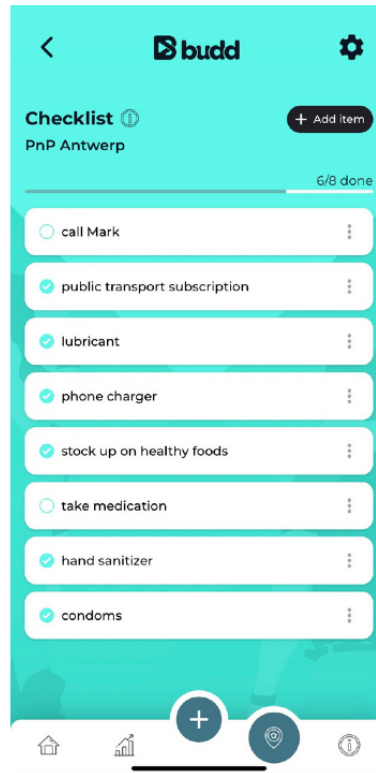 budd
Checklist
+ Add item
PnP Antwerp
6/8 done
call Mark
public transport subscription
lubricant
phone charger
stock up on healthy foods
take medication
hand sanitizer
condoms